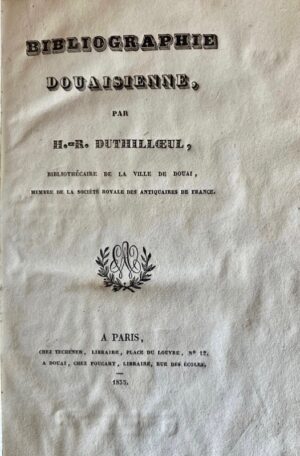 BIBLIOGRAPHIE
DOUAISIENNE,
PAR
H.-R. DUTHILLŒUL,
BIBLIOTHÉCAIRE DE LA VILLE DE DOUAI,
MEMBRE DE LA SOCIÉTÉ ROYALE DES ANTIQUAIRES DE FRANCE.
A PARIS,
CHEZ TECHENER, LIBRAIRE, PLACE DU LOUVRE, N° 12,
A DOUAI, CHEZ FOUCART, LIBRAIRE, RUE DES ÉCOLES,
—
1835.